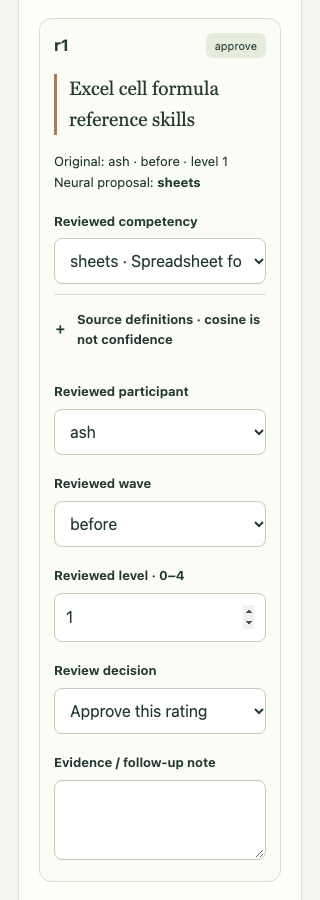 r1
approve
Excel cell formula
reference skills
Original: ash · before · level 1
Neural proposal: sheets
Reviewed competency
sheets · Spreadsheet fo
+ Source definitions · cosine is
not confidence
Reviewed participant
ash
Reviewed wave
before
Reviewed level · 0–4
1
Review decision
Approve this rating
Evidence / follow-up note